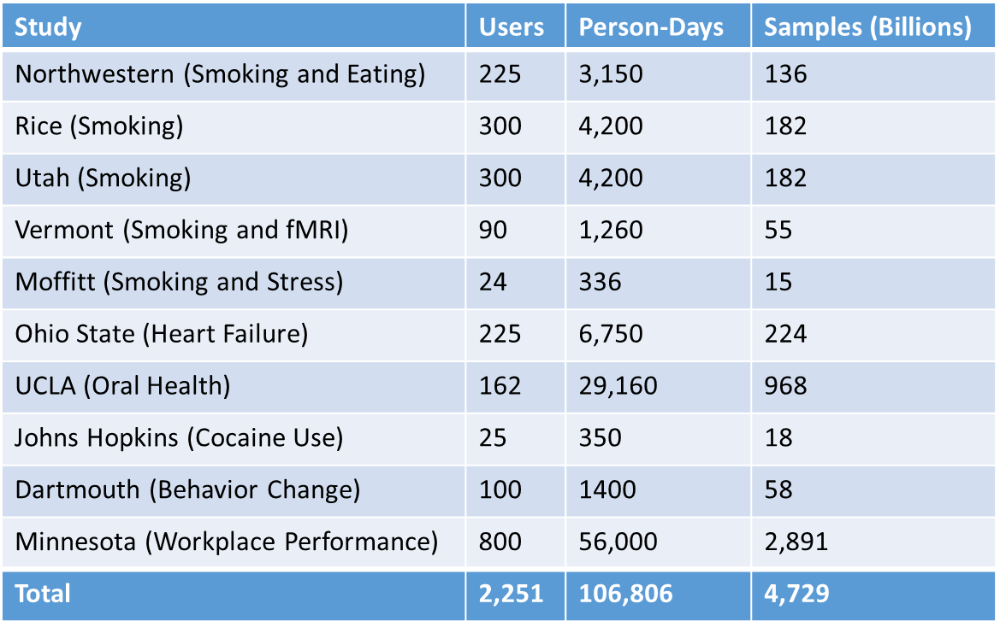 Study Users Person-Days Samples (Billions)
Northwestern (Smoking and Eating) 225 3,150 136
Rice (Smoking) 300 4,200 182
Utah (Smoking) 300 4,200 182
Vermont (Smoking and fMRI) 90 1,260 55
Moffitt (Smoking and Stress) 24 336 15
Ohio State (Heart Failure) 225 6,750 224
UCLA (Oral Health) 162 29,160 968
Johns Hopkins (Cocaine Use) 25 350 18
Dartmouth (Behavior Change) 100 1400 58
Minnesota (Workplace Performance) 800 56,000 2,891
Total 2,251 106,806 4,729